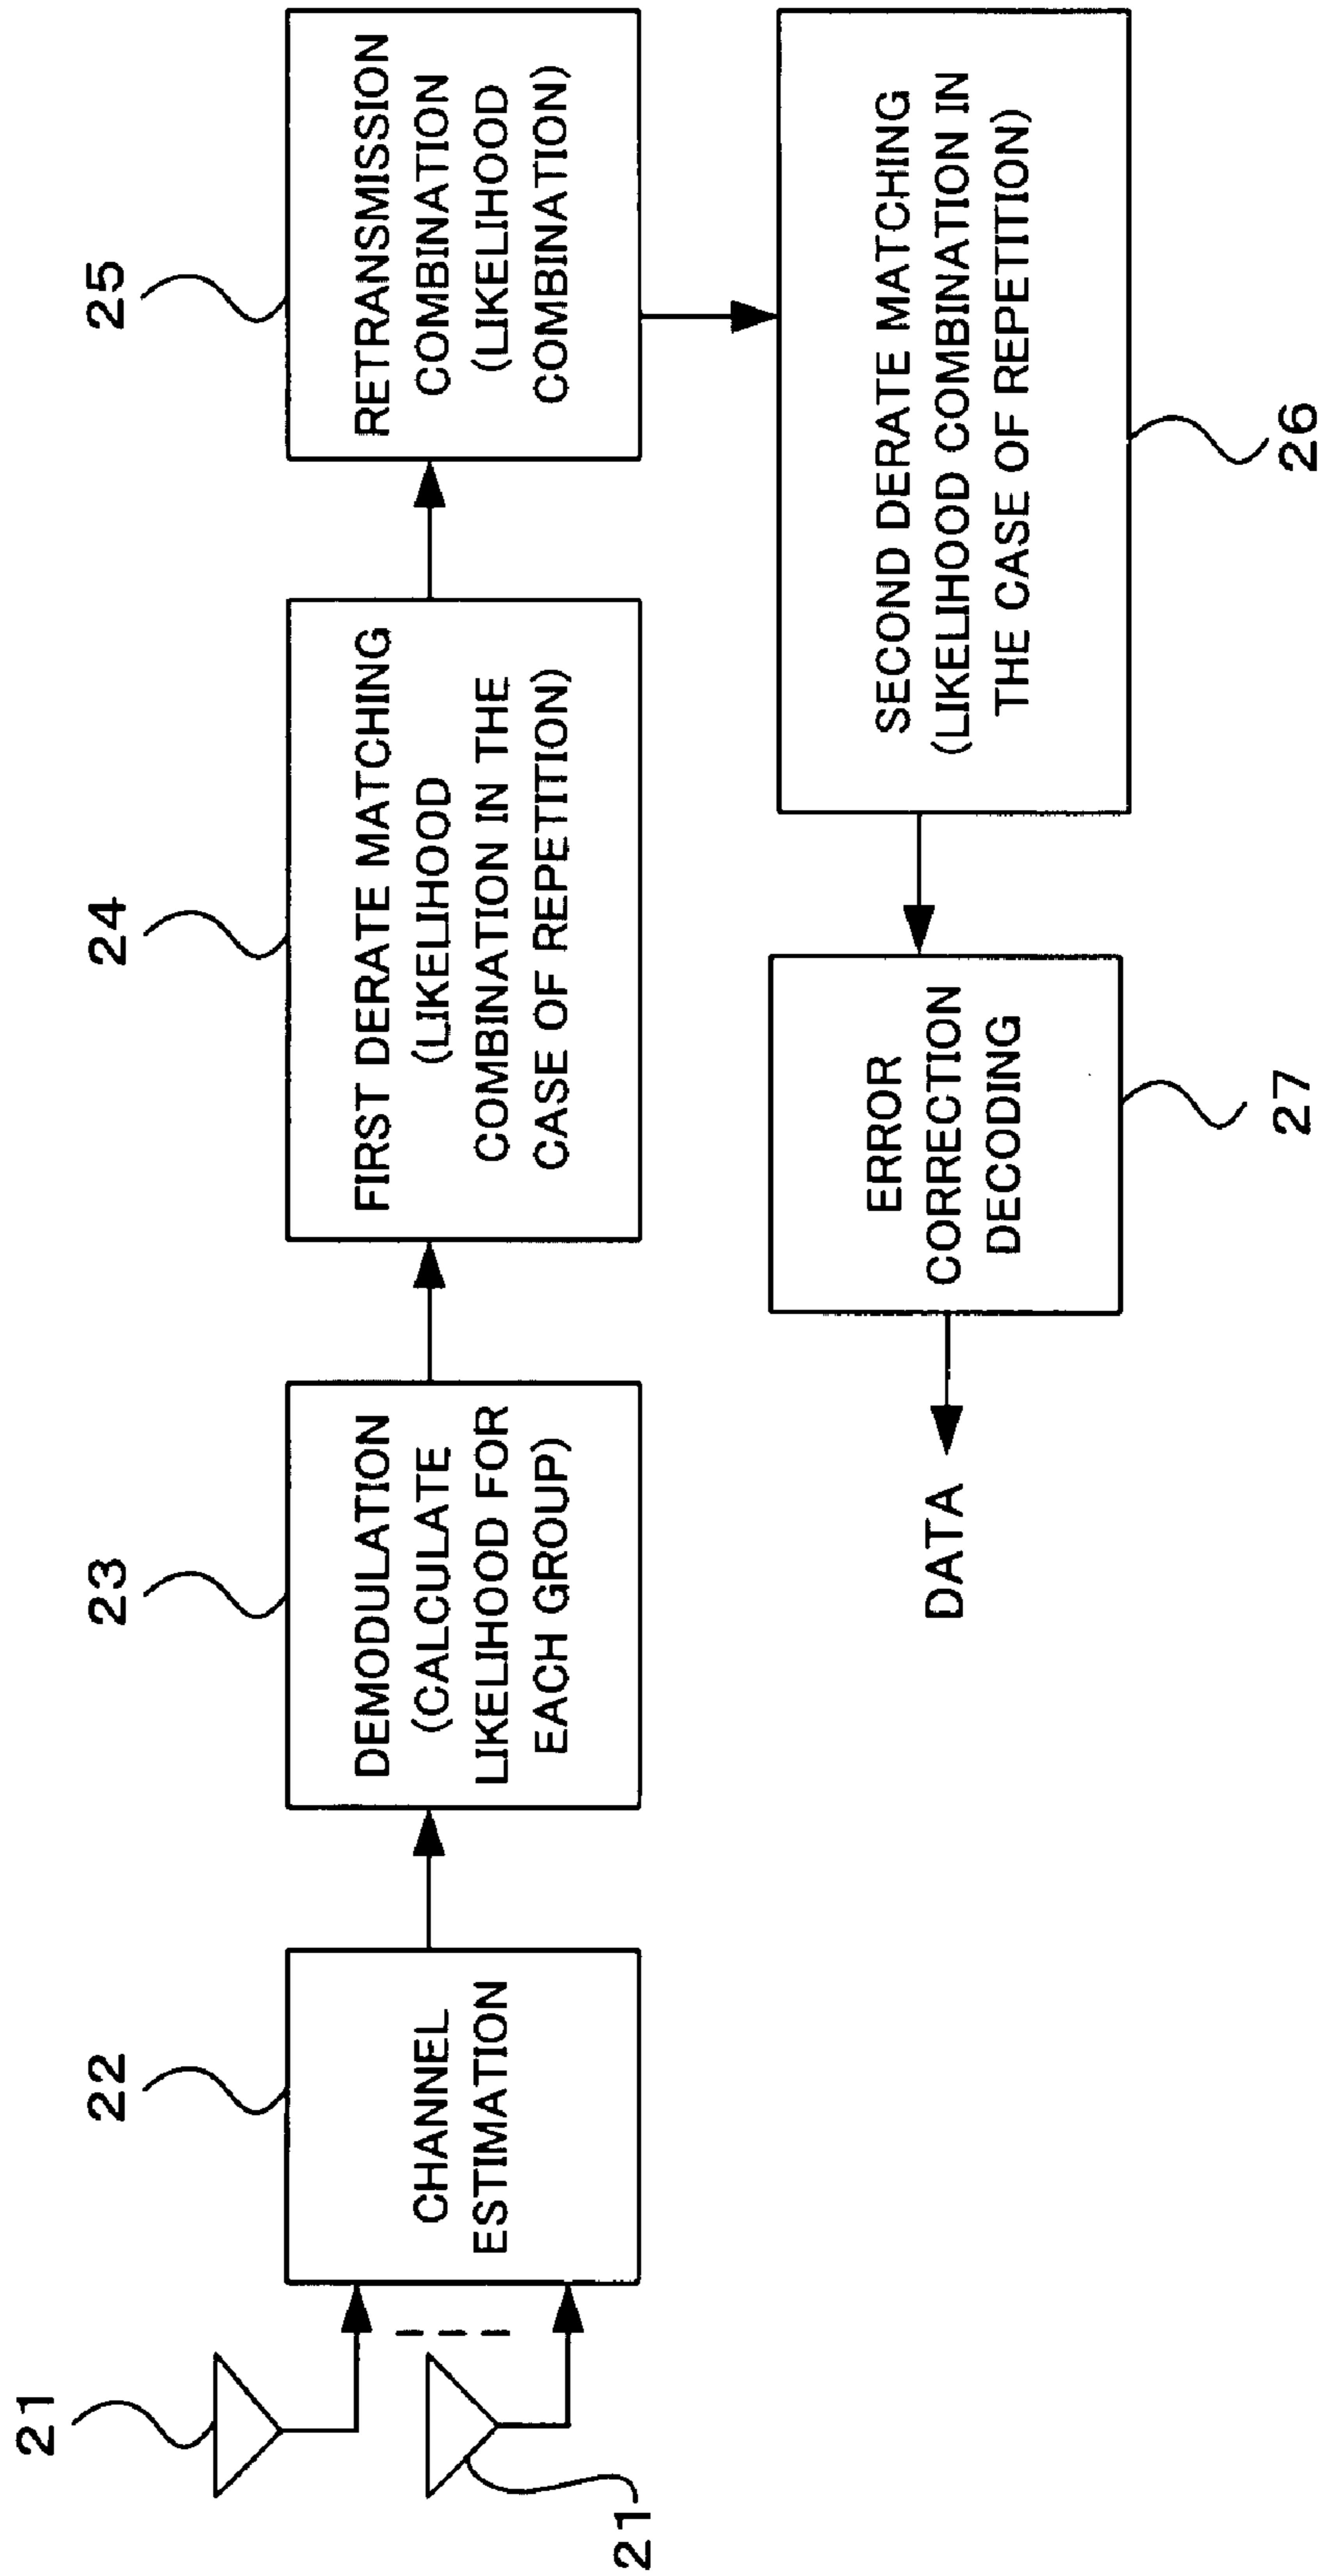 21
21
22
CHANNEL
ESTIMATION
23
DEMODULATION
(CALCULATE
LIKELIHOOD FOR
EACH GROUP)
24
FIRST DERATE MATCHING
(LIKELIHOOD
COMBINATION IN THE
CASE OF REPETITION)
25
RETRANSMISSION
COMBINATION
(LIKELIHOOD
COMBINATION)
SECOND DERATE MATCHING
(LIKELIHOOD COMBINATION IN
THE CASE OF REPETITION)
26
ERROR
CORRECTION
DECODING
27
DATA